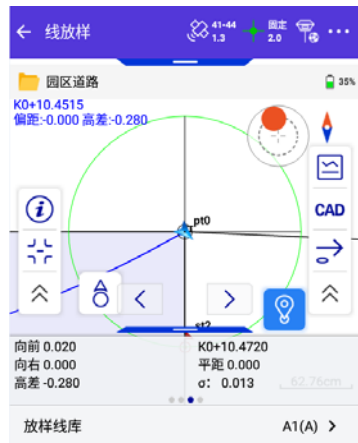 线放样
41-44
1.3
固定
2.0
园区道路
35%
K0+10.4515
偏距:-0.000 高差:-0.280
pt0
CAD
st2
向前 0.020
K0+10.4720
向右 0.000
平距 0.000
高差 -0.280
σ: 0.013
62.76cm
放样线库
A1(A)